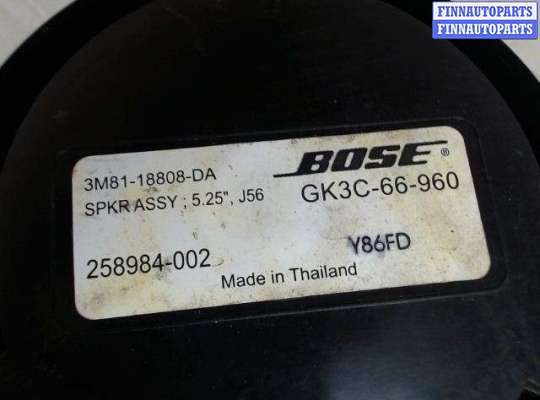 FINNAUTOPARTS
FINNAUTOPARTS
3M81-18808-DA
SPKR ASSY ; 5.25", J56
BOSE®
GK3C-66-960
258984-002
Y86FD
Made in Thailand